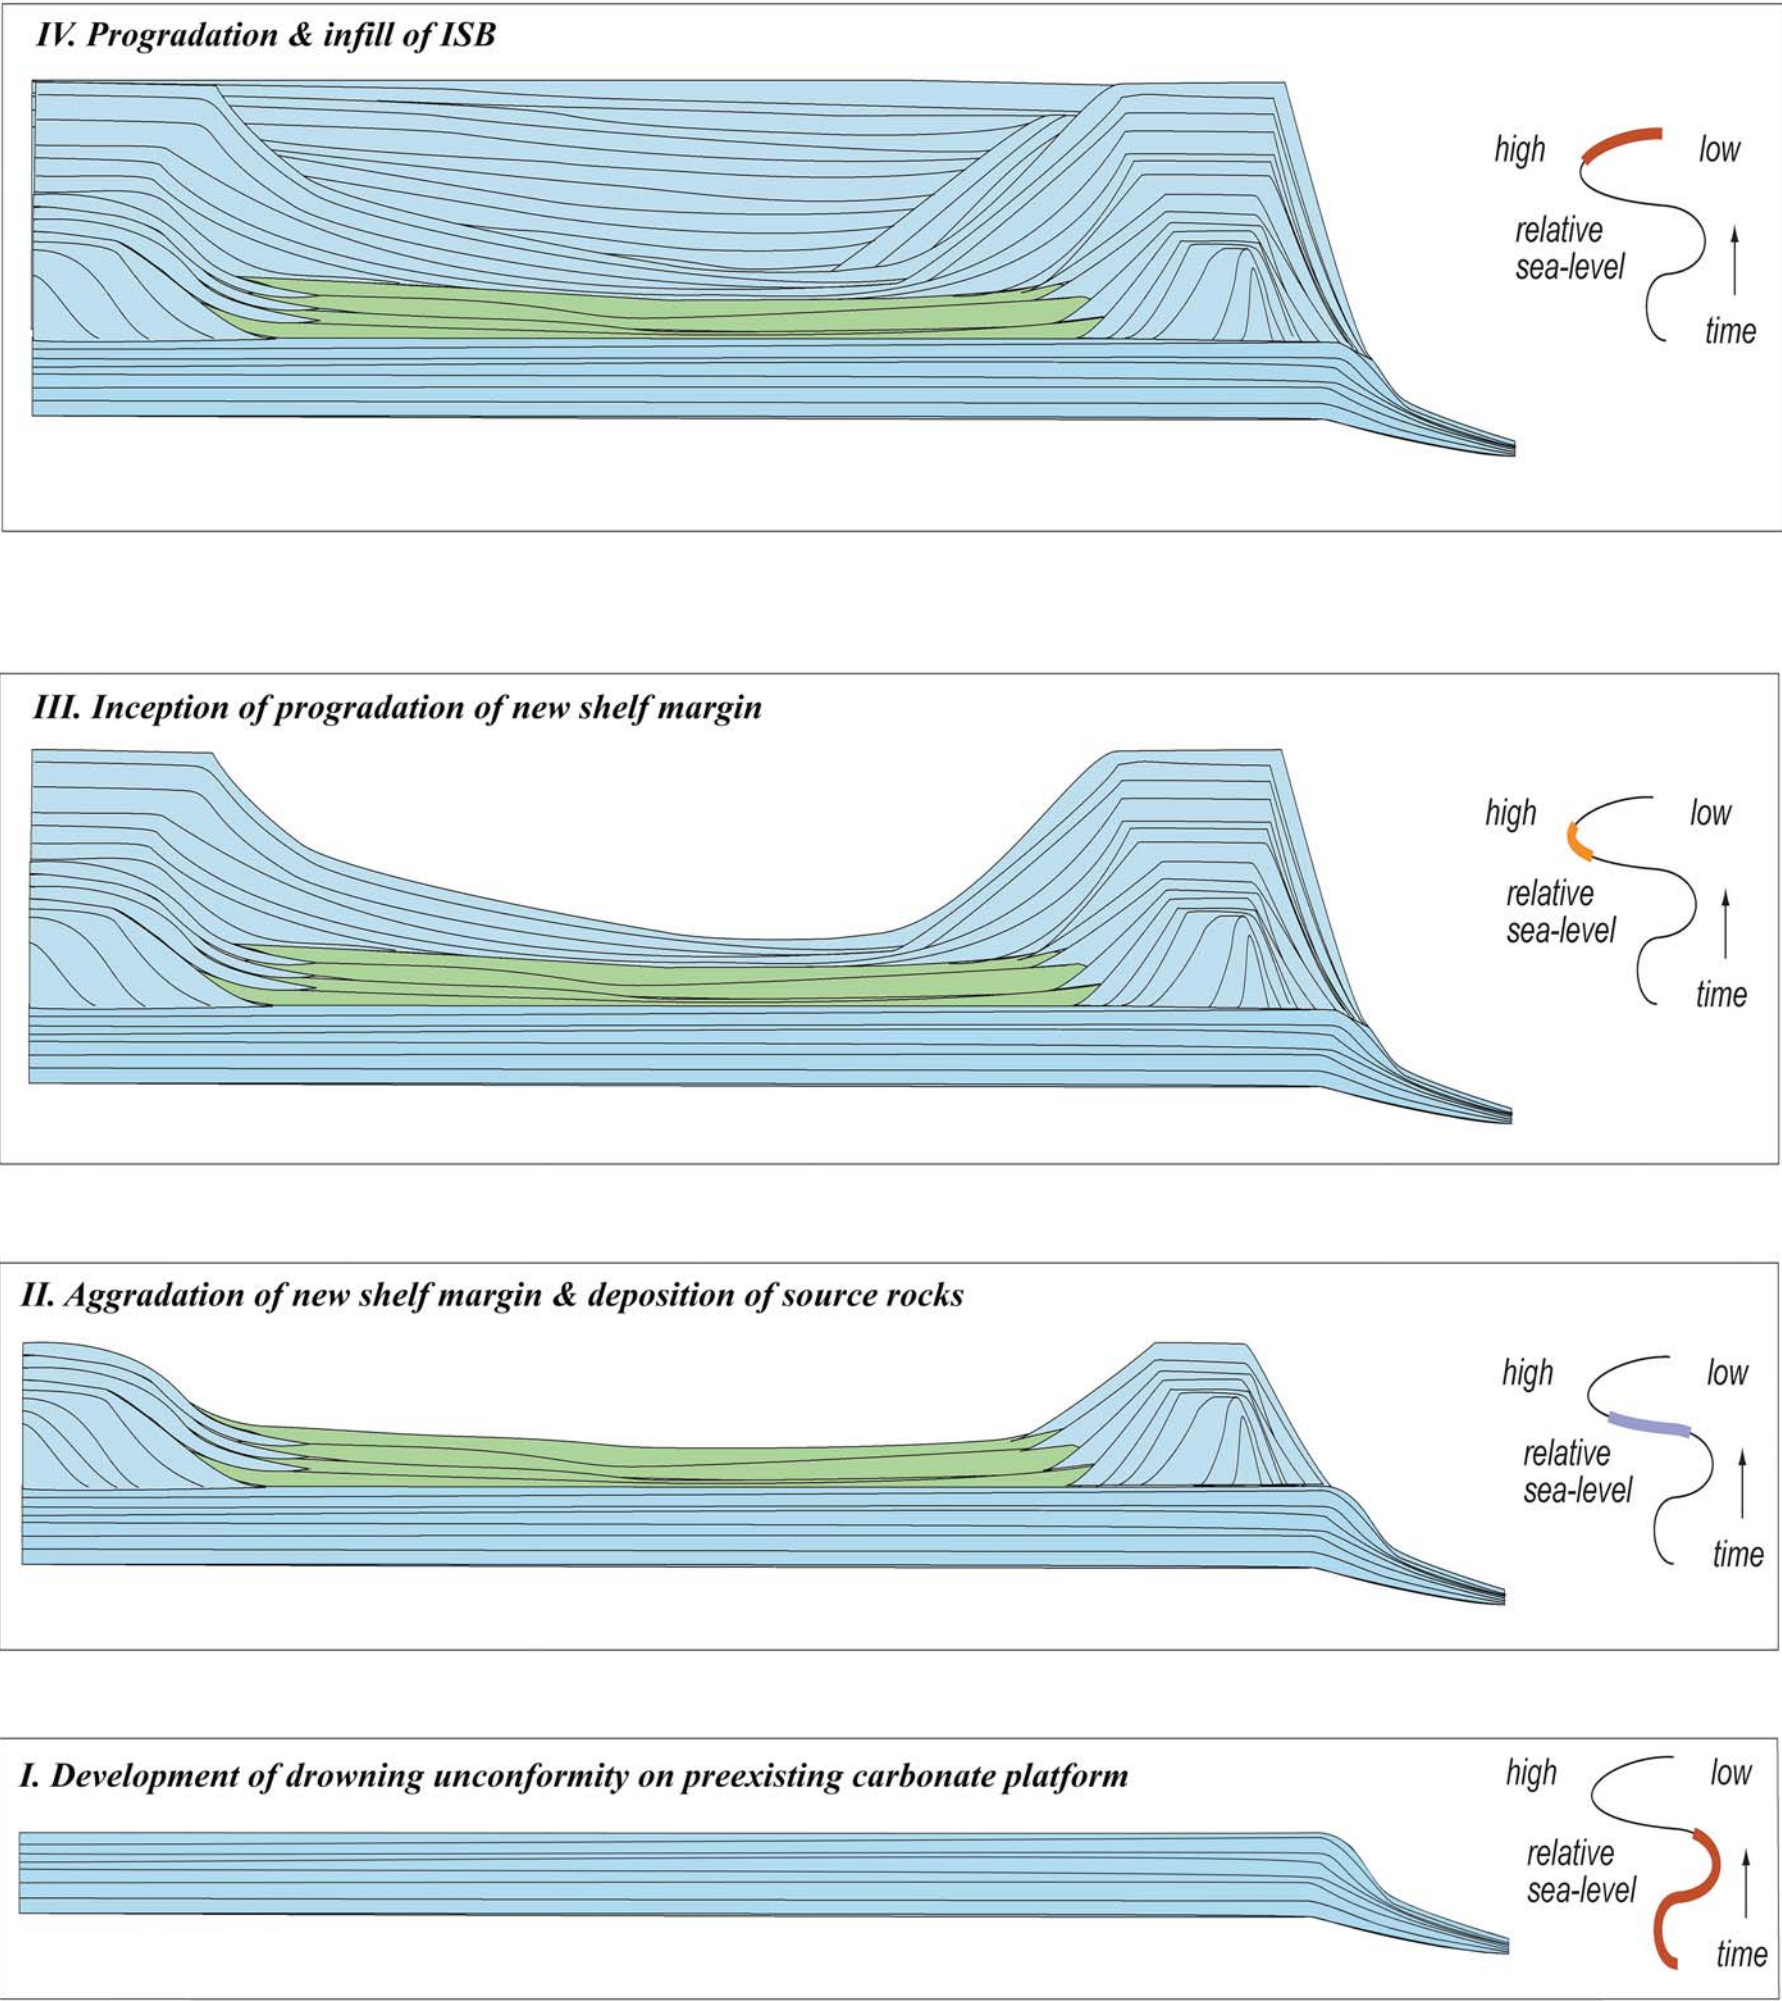 IV. Progradation & infill of ISB
high
low
relative
sea-level
time
III. Inception of progradation of new shelf margin
high
low
relative
sea-level
time
II. Aggradation of new shelf margin & deposition of source rocks
high
low
relative
sea-level
time
I. Development of drowning unconformity on preexisting carbonate platform
high
low
relative
sea-level
time